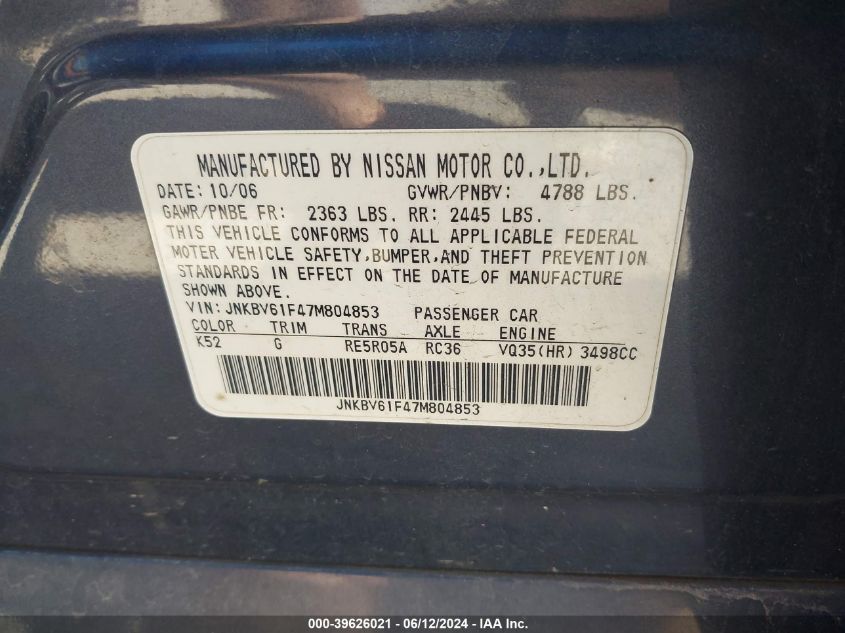 MANUFACTURED BY NISSAN MOTOR CO.,LTD.
DATE: 10/06 GVWR/PNBV: 4788 LBS.
GAWR/PNBE FR: 2363 LBS. RR: 2445 LBS.
THIS VEHICLE CONFORMS TO ALL APPLICABLE FEDERAL
MOTER VEHICLE SAFETY,BUMPER,AND THEFT PREVENTION
STANDARDS IN EFFECT ON THE DATE OF MANUFACTURE
SHOWN ABOVE.
VIN: JNKBV61F47M804853 PASSENGER CAR
COLOR TRIM TRANS AXLE ENGINE
K52 G RE5R05A RC36 VQ35(HR) 3498CC
JNKBV61F47M804853
000-39626021 - 06/12/2024 - IAA Inc.